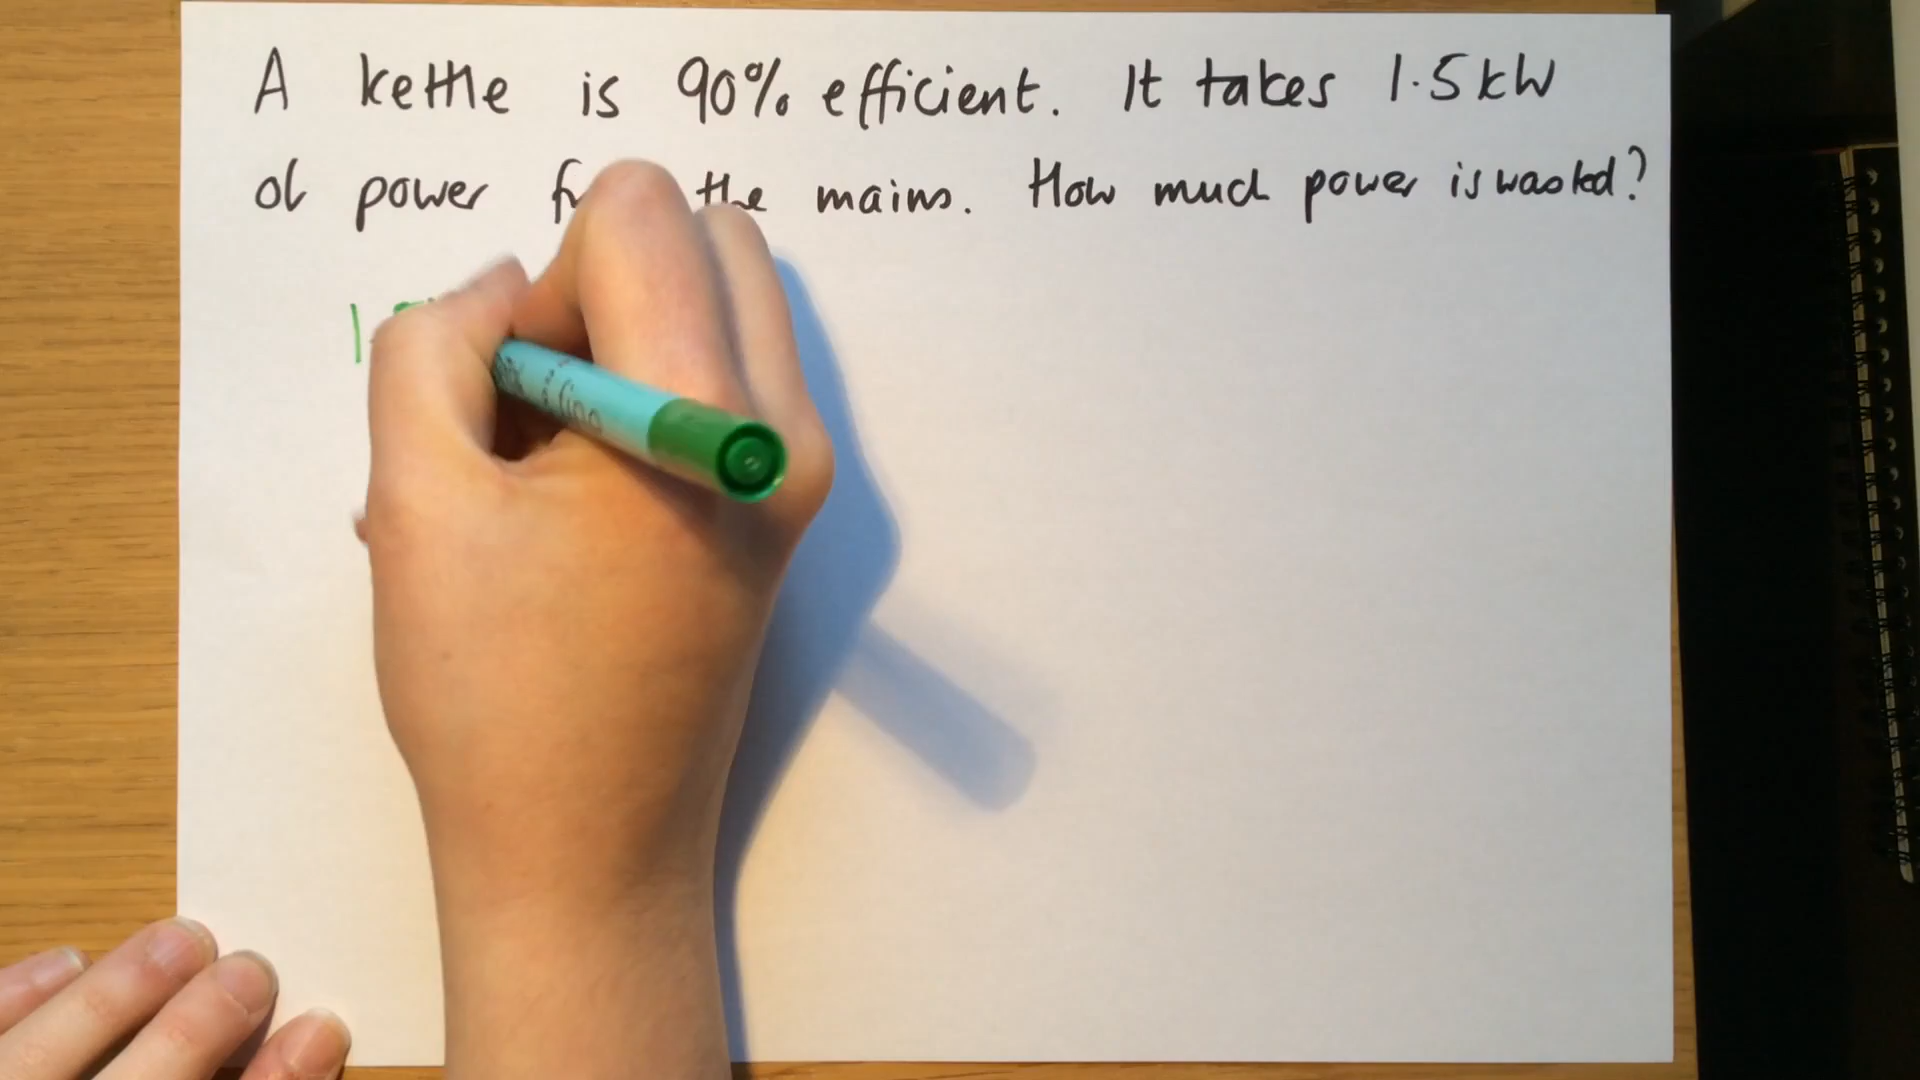 A kettle is 90% efficient. It takes 1.5kW
of power the mains. How much power is wasted?